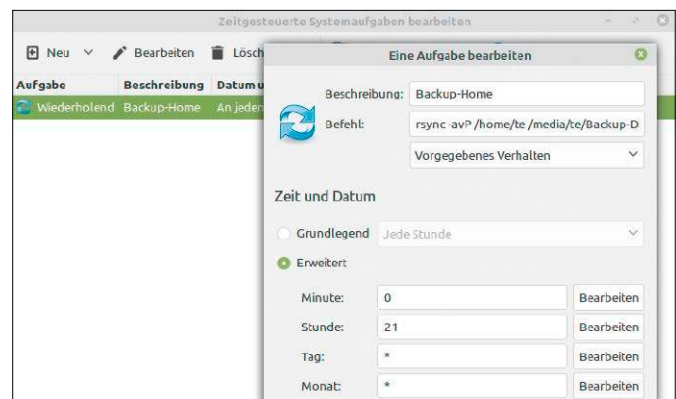 Zeitgesteuerte Systemaufgaben bearbeiten
Neu Bearbeiten Lösch
Aufgabe Beschreibung Datum u
Wiederholend Backup-Home An jeden
Eine Aufgabe bearbeiten
Beschreibung: Backup-Home
Befehl: rsync -avP /home/te /media/te/Backup-D
Vorgegebenes Verhalten
Zeit und Datum
Grundlegend Jede Stunde
Erweitert
Minute: 0 Bearbeiten
Stunde: 21 Bearbeiten
Tag: * Bearbeiten
Monat: * Bearbeiten